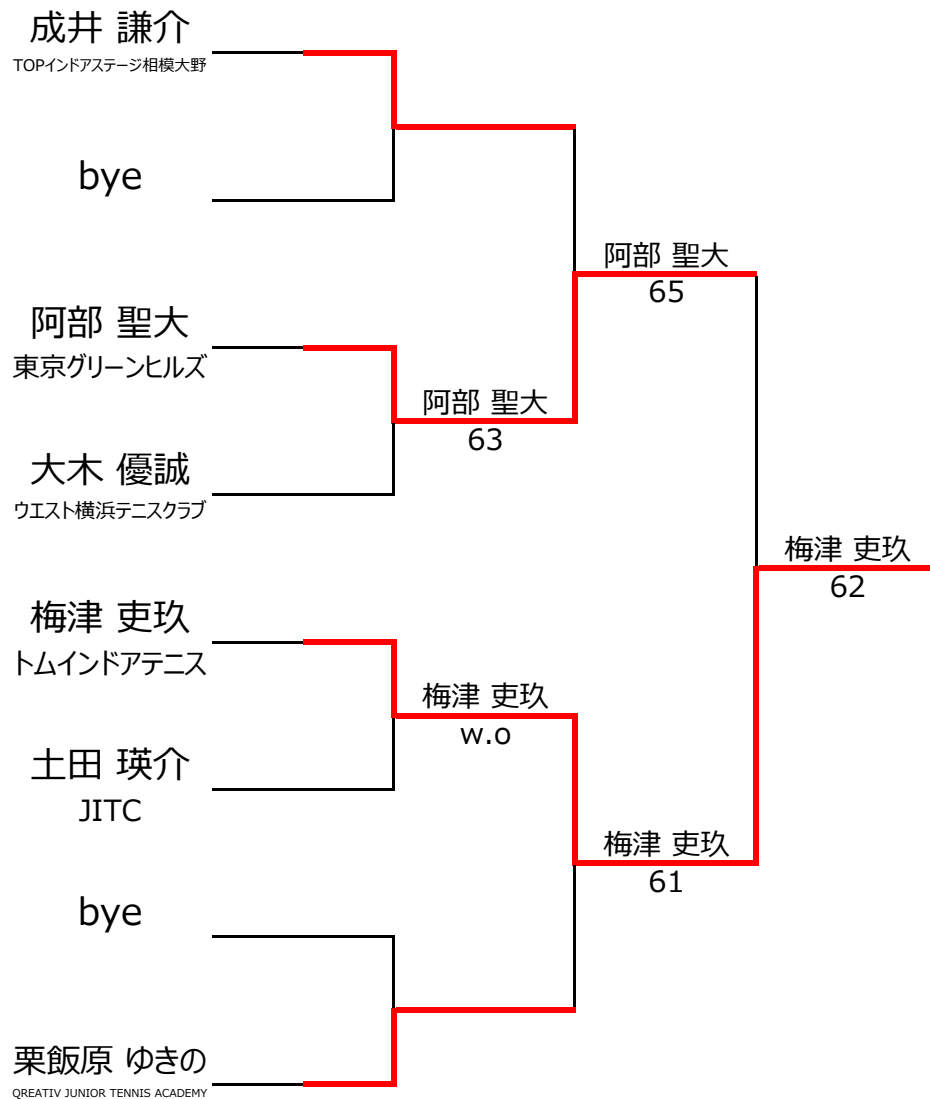 成井 謙介
TOPインドアステージ相模大野
bye
阿部 聖大
65
阿部 聖大
東京グリーンヒルズ
阿部 聖大
63
大木 優誠
ウエスト横浜テニスクラブ
梅津 吏玖
62
梅津 吏玖
トムインドアテニス
梅津 吏玖
w.o
土田 瑛介
JITC
梅津 吏玖
61
bye
栗飯原 ゆきの
QREATIV JUNIOR TENNIS ACADEMY